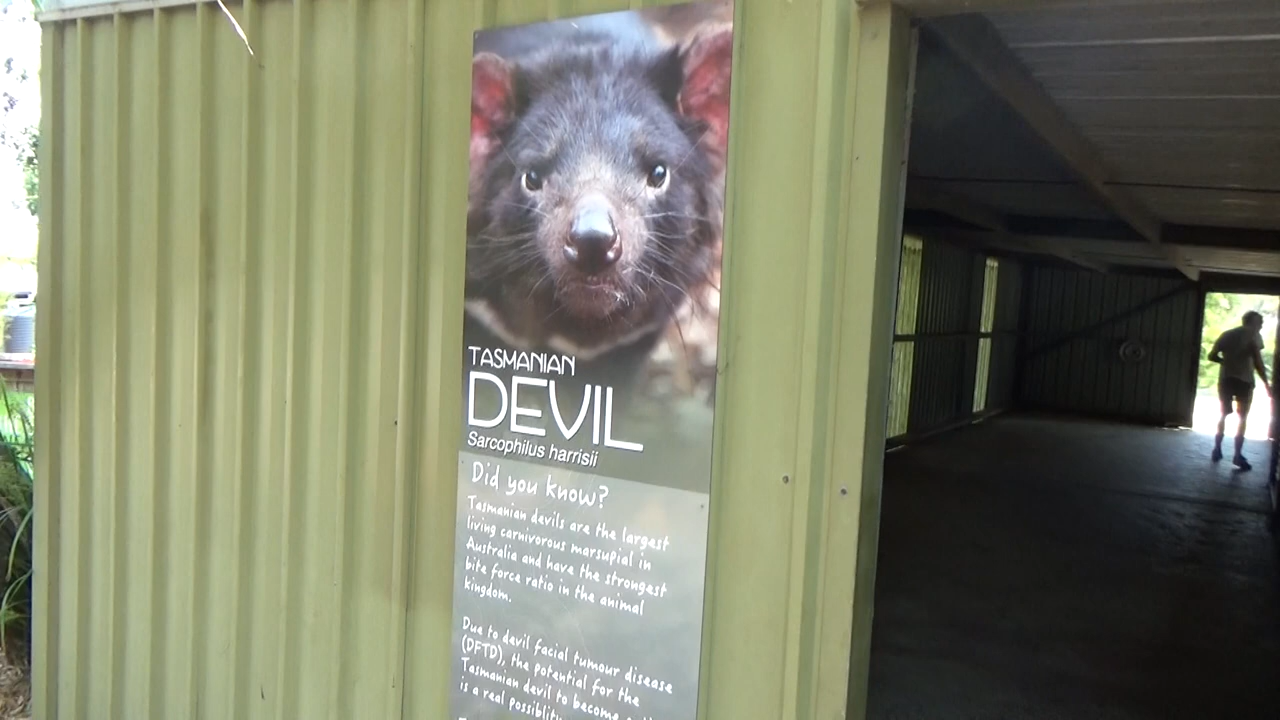 TASMANIAN
DEVIL
Sarcophilus harrisii
Did you know?
Tasmanian devils are the largest
living carnivorous marsupial in
Australia and have the strongest
bite force ratio in the animal
kingdom.
Due to devil facial tumour disease
(DFTD), the potential for the
Tasmanian devil to become
is a real possiblity